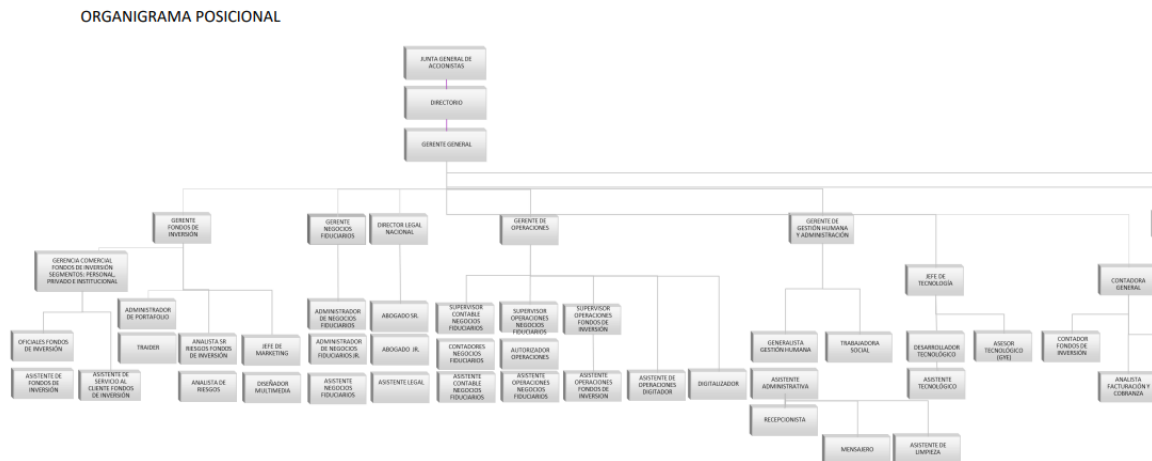 ORGANIGRAMA POSICIONAL
JUNTA GENERAL DE
ACCIONISTAS
DIRECTORIO
GERENTE GENERAL
GERENTE
FONDOS DE
INVERSIÓN
GERENTE
NEGOCIOS
FIDUCIARIOS
DIRECTOR LEGAL
NACIONAL
GERENTE DE
OPERACIONES
GERENTE DE
GESTIÓN HUMANA
Y ADMINISTRACIÓN
GERENCIA COMERCIAL
FONDOS DE INVERSIÓN
SEGMENTOS: PERSONAL,
PRIVADO E INSTITUCIONAL
JEFE DE
TECNOLOGÍA
CONTADORA
GENERAL
ADMINISTRADOR
DE PORTAFOLIO
ADMINISTRADOR
DE NEGOCIOS
FIDUCIARIOS
ABOGADO SR.
SUPERVISOR
CONTABLE
NEGOCIOS
FIDUCIARIOS
SUPERVISOR
OPERACIONES
NEGOCIOS
FIDUCIARIOS
SUPERVISOR
OPERACIONES
FONDOS DE
INVERSIÓN
OFICIALES FONDOS
DE INVERSIÓN
TRAIDER
ANALISTA SR
RIESGOS FONDOS
DE INVERSIÓN
JEFE DE
MARKETING
ADMINISTRADOR
DE NEGOCIOS
FIDUCIARIOS JR.
ABOGADO JR.
CONTADORES
NEGOCIOS
FIDUCIARIOS
AUTORIZADOR
OPERACIONES
GENERALISTA
GESTIÓN HUMANA
TRABAJADORA
SOCIAL
DESARROLLADOR
TECNOLÓGICO
ASESOR
TECNOLÓGICO
(GYE)
CONTADOR
FONDOS DE
INVERSIÓN
ASISTENTE DE
FONDOS DE
INVERSIÓN
ASISTENTE DE
SERVICIO AL
CLIENTE FONDOS
DE INVERSIÓN
ANALISTA DE
RIESGOS
DISEÑADOR
MULTIMEDIA
ASISTENTE
NEGOCIOS
FIDUCIARIOS
ASISTENTE LEGAL
ASISTENTE
CONTABLE
NEGOCIOS
FIDUCIARIOS
ASISTENTE
OPERACIONES
NEGOCIOS
FIDUCIARIOS
ASISTENTE
OPERACIONES
FONDOS DE
INVERSION
ASISTENTE DE
OPERACIONES
DIGITADOR
DIGITALIZADOR
ASISTENTE
ADMINISTRATIVA
ASISTENTE
TECNOLÓGICO
ANALISTA
FACTURACIÓN Y
COBRANZA
RECEPCIONISTA
MENSAJERO
ASISTENTE DE
LIMPIEZA